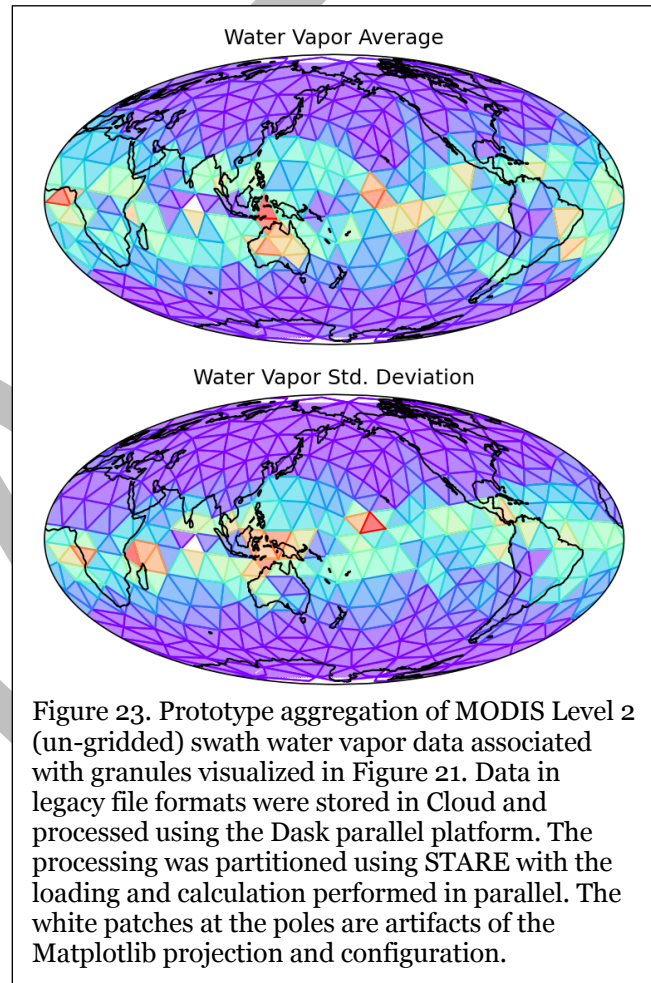 Water Vapor Average
Water Vapor Std. Deviation
Figure 23. Prototype aggregation of MODIS Level 2
(un-gridded) swath water vapor data associated
with granules visualized in Figure 21. Data in
legacy file formats were stored in Cloud and
processed using the Dask parallel platform. The
processing was partitioned using STARE with the
loading and calculation performed in parallel. The
white patches at the poles are artifacts of the
Matplotlib projection and configuration.